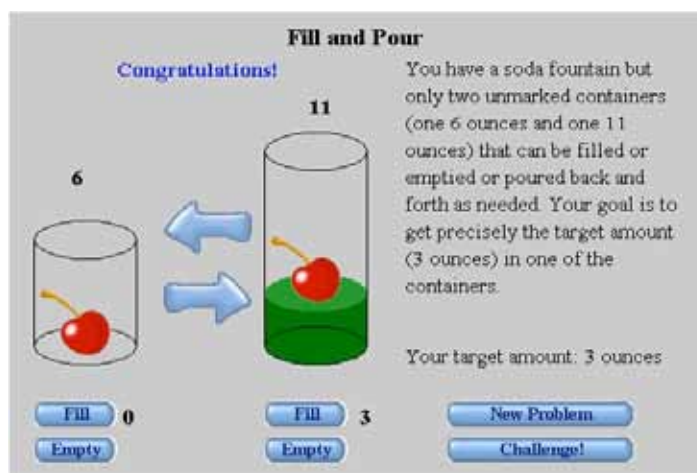 Fill and Pour
Congratulations!
You have a soda fountain but
only two unmarked containers
(one 6 ounces and one 11
ounces) that can be filled or
emptied or poured back and
forth as needed. Your goal is to
get precisely the target amount
(3 ounces) in one of the
containers.
11
6
Your target amount: 3 ounces
Fill 0
Fill 3
New Problem
Empty
Empty
Challenge!